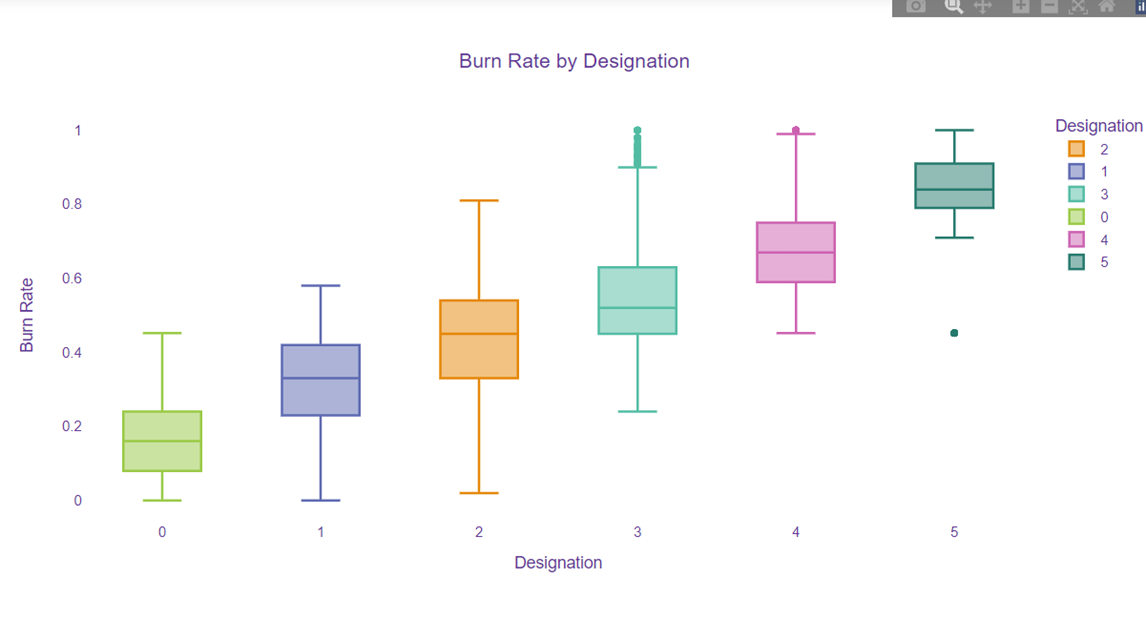 Burn Rate by Designation
1
0.8
0.6
0.4
0.2
0
Burn Rate
0 1 2 3 4 5
Designation
Designation
2
1
3
0
4
5